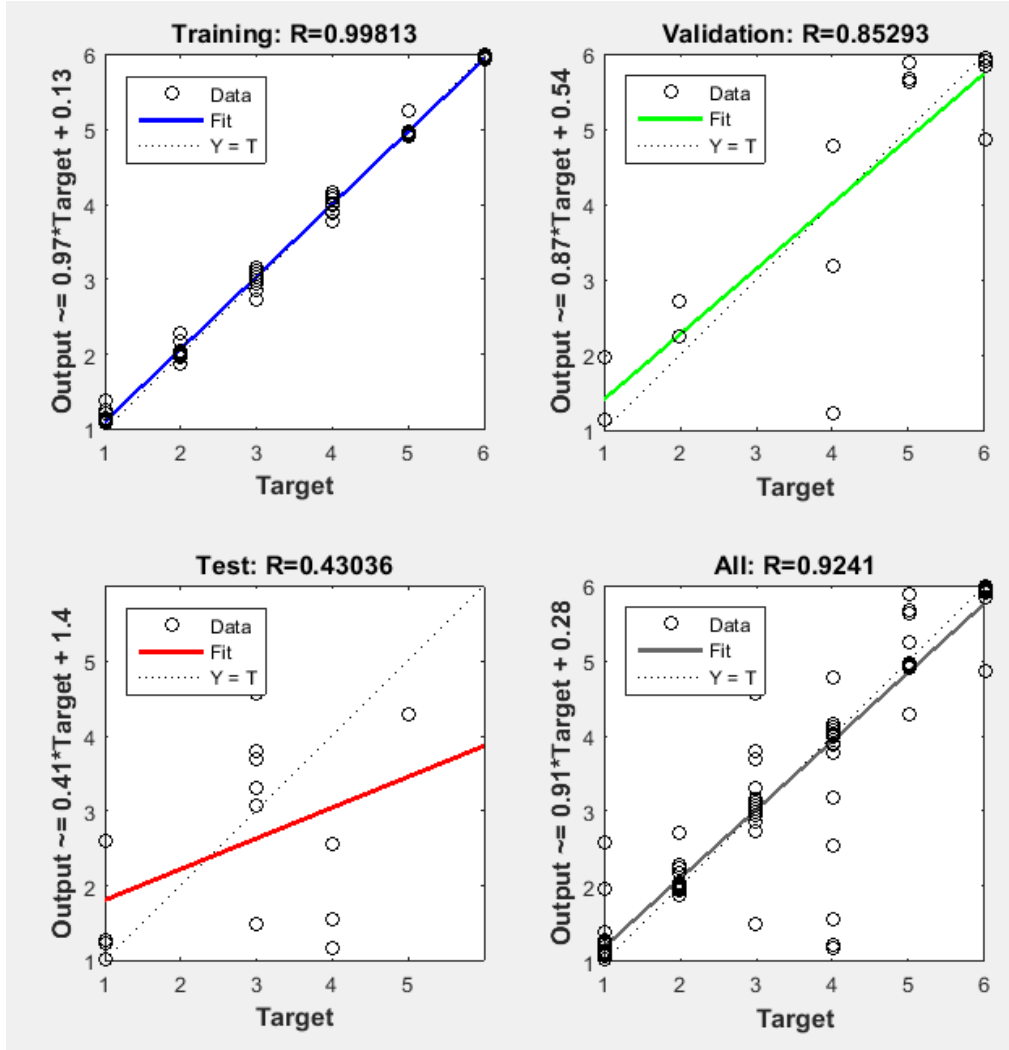 Training: R=0.99813
Output ~= 0.97*Target + 0.13
6
5
4
3
2
1
Data
Fit
Y = T
1 2 3 4 5 6
Target
Validation: R=0.85293
Output ~= 0.87*Target + 0.54
6
5
4
3
2
1
Data
Fit
Y = T
1 2 3 4 5 6
Target
Test: R=0.43036
Output ~= 0.41*Target + 1.4
5
4
3
2
1
Data
Fit
Y = T
1 2 3 4 5
Target
All: R=0.9241
Output ~= 0.91*Target + 0.28
6
5
4
3
2
1
Data
Fit
Y = T
1 2 3 4 5 6
Target